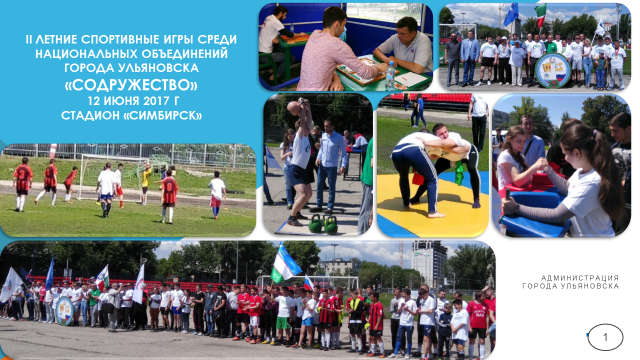 II ЛЕТНИЕ СПОРТИВНЫЕ ИГРЫ СРЕДИ
НАЦИОНАЛЬНЫХ ОБЪЕДИНЕНИЙ
ГОРОДА УЛЬЯНОВСКА
«СОДРУЖЕСТВО»
12 ИЮНЯ 2017 Г
СТАДИОН «СИМБИРСК»
АДМИНИСТРАЦИЯ
ГОРОДА УЛЬЯНОВСКА
1